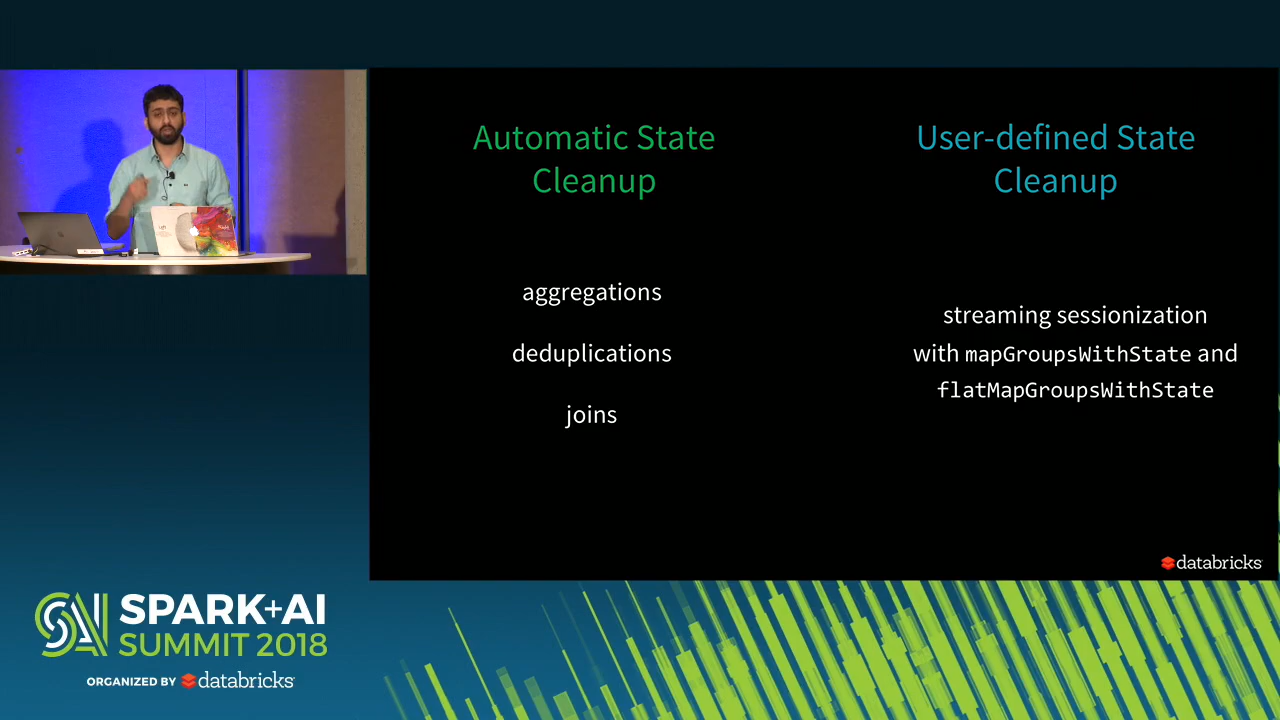 Automatic State
Cleanup
aggregations
deduplications
joins
User-defined State
Cleanup
streaming sessionization
with mapGroupsWithState and
flatMapGroupsWithState
databricks
SPARK+AI
SUMMIT 2018
ORGANIZED BY databricks